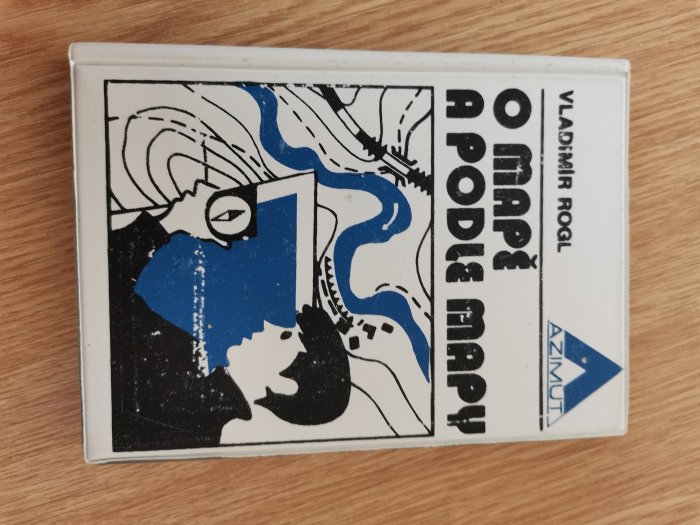 VLADIMÍR ROGL
O MAPĚ
A PODLE MAPY
AZIMUT